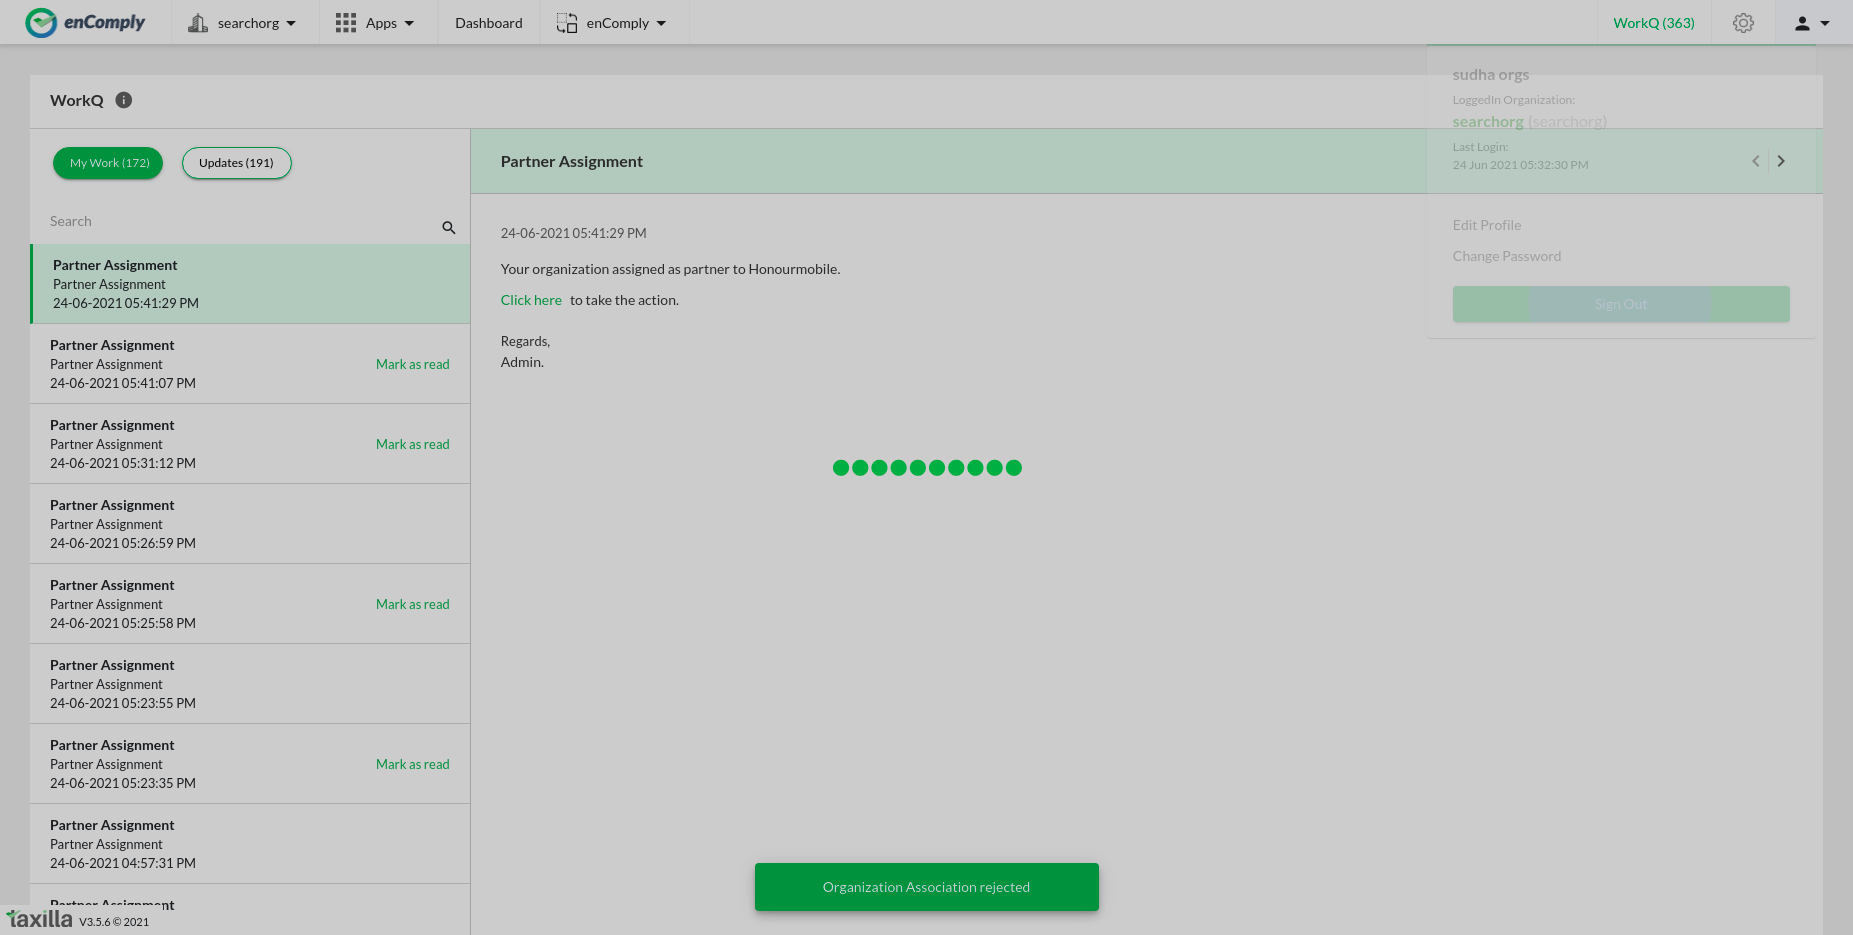 enComply
searchorg
Apps
Dashboard
enComply
WorkQ (363)
sudha orgs
LoggedIn Organization:
searchorg (searchorg)
Last Login:
24 Jun 2021 05:32:30 PM
Edit Profile
Change Password
Sign Out
WorkQ
My Work (172)
Updates (191)
Search
Partner Assignment
Partner Assignment
24-06-2021 05:41:29 PM
Partner Assignment
Partner Assignment
Mark as read
24-06-2021 05:41:07 PM
Partner Assignment
Partner Assignment
Mark as read
24-06-2021 05:31:12 PM
Partner Assignment
Partner Assignment
24-06-2021 05:26:59 PM
Partner Assignment
Partner Assignment
Mark as read
24-06-2021 05:25:58 PM
Partner Assignment
Partner Assignment
24-06-2021 05:23:55 PM
Partner Assignment
Partner Assignment
Mark as read
24-06-2021 05:23:35 PM
Partner Assignment
Partner Assignment
24-06-2021 04:57:31 PM
Partner Assignment
Partner Assignment
24-06-2021 05:41:29 PM
Your organization assigned as partner to Honourmobile.
Click here to take the action.
Regards,
Admin.
Organization Association rejected
taxilla V3.5.6 © 2021